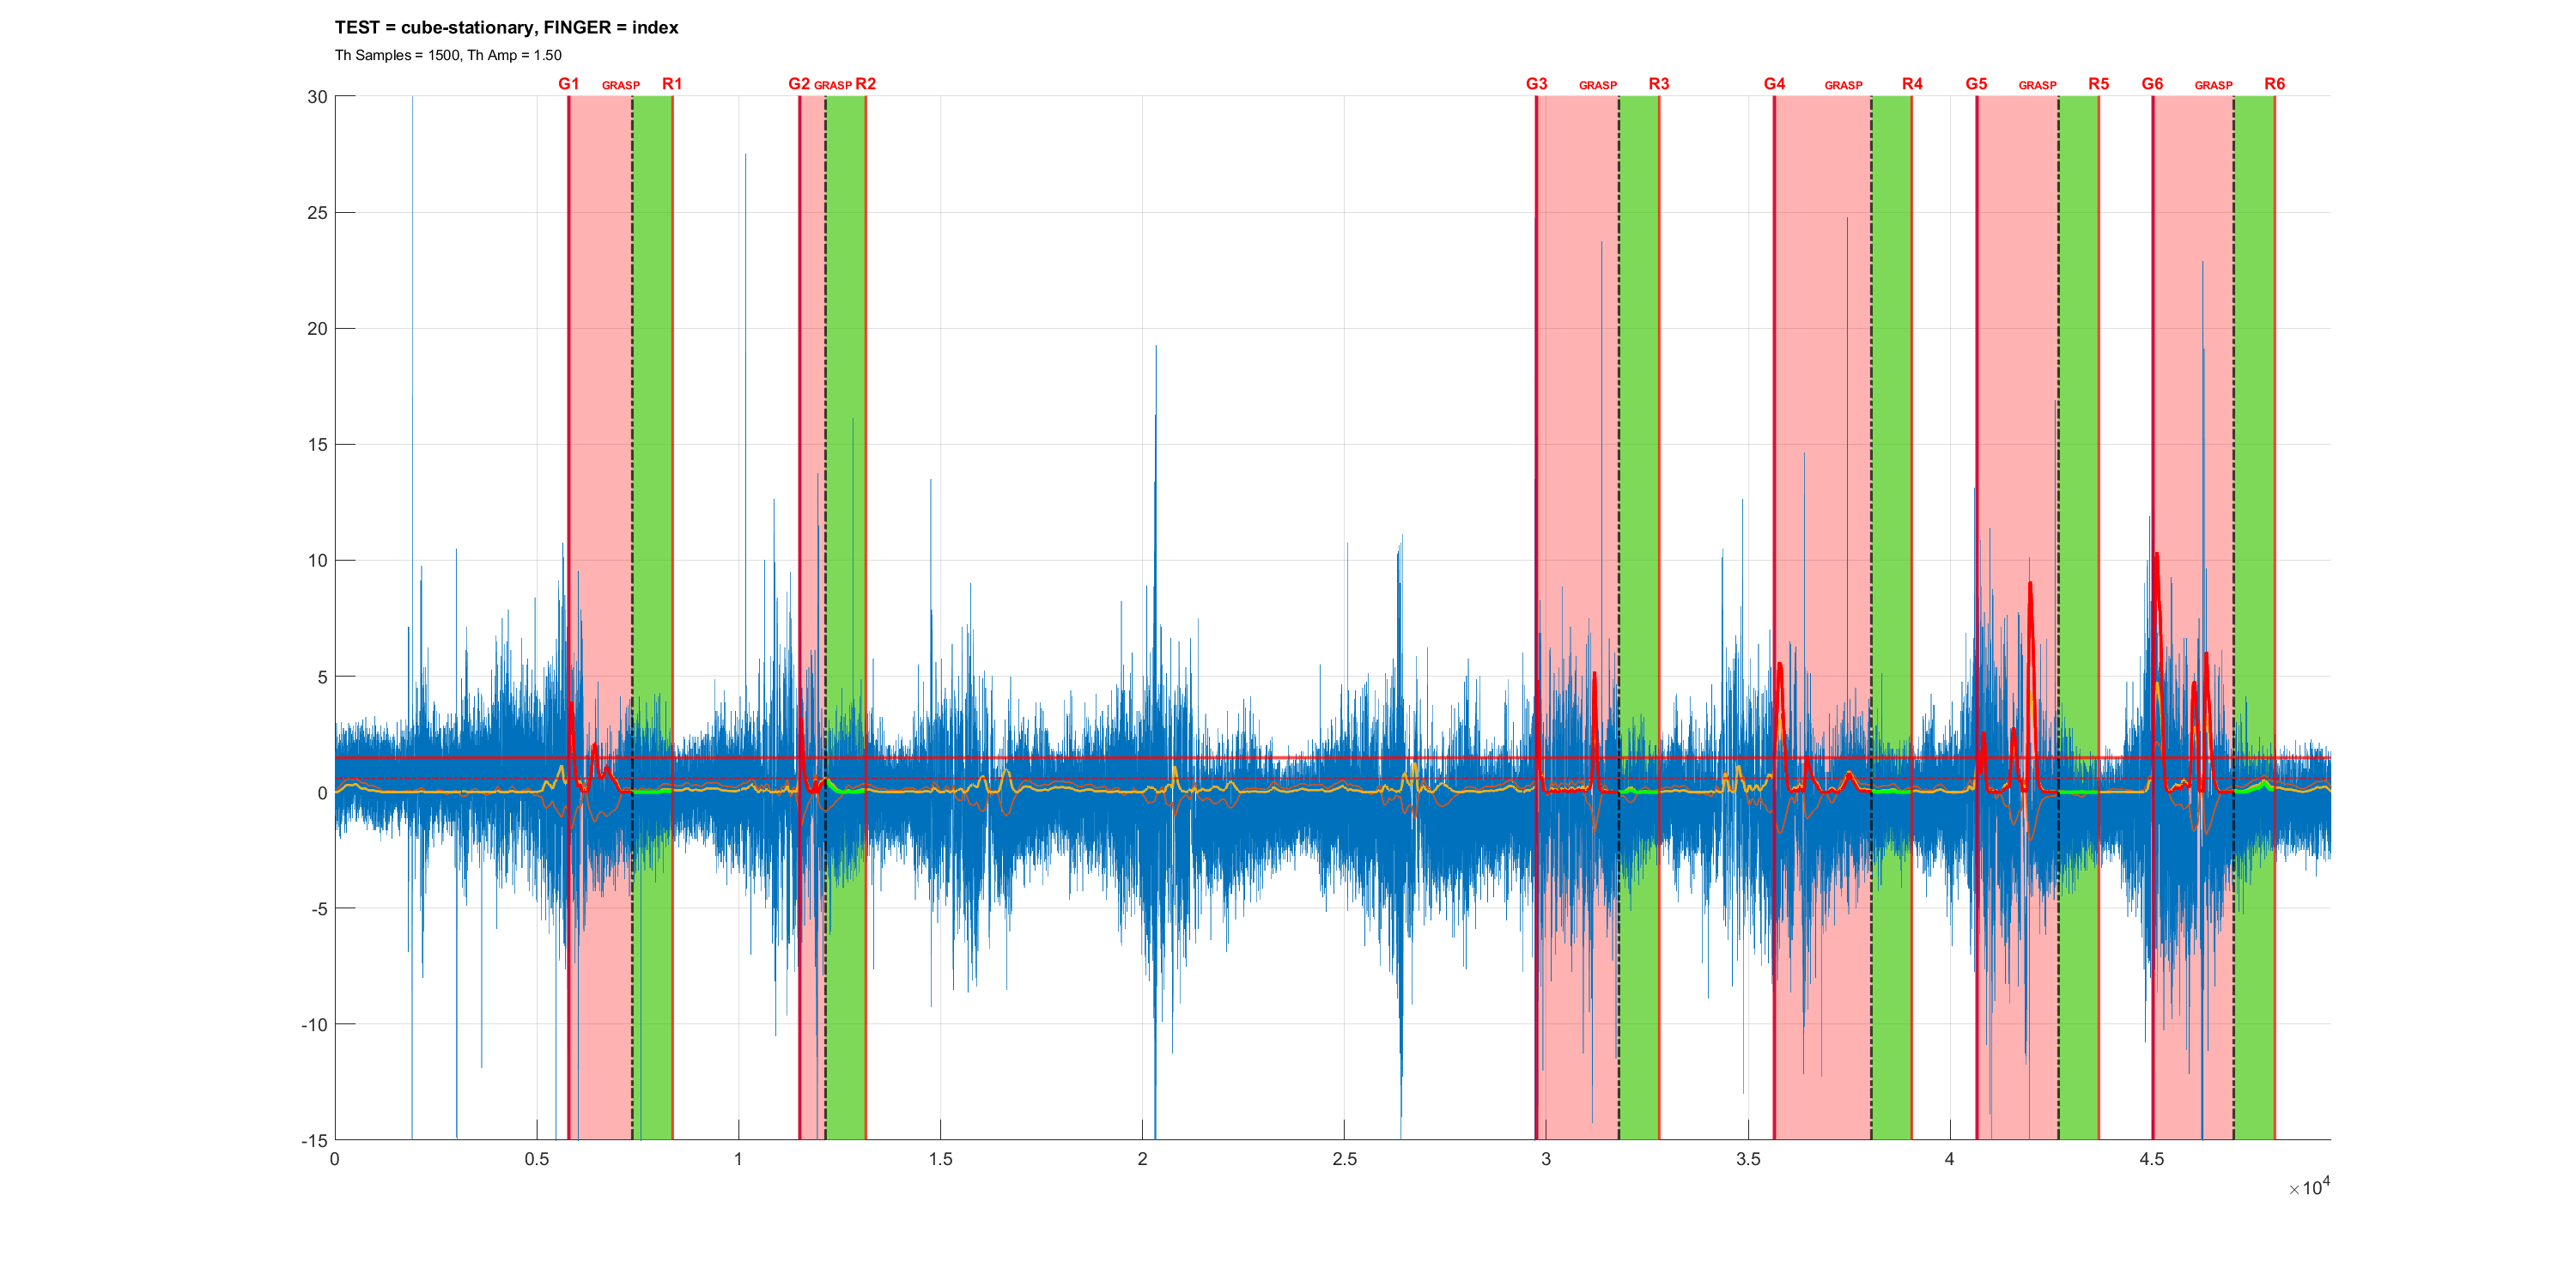 TEST = cube-stationary, FINGER = index
Th Samples = 1500, Th Amp = 1.50
G1 GRASP R1 G2 GRASP R2 G3 GRASP R3 G4 GRASP R4 G5 GRASP R5 G6 GRASP R6
30
25
20
15
10
5
0
-5
-10
-15
0 0.5 1 1.5 2 2.5 3 3.5 4 4.5
×10⁴